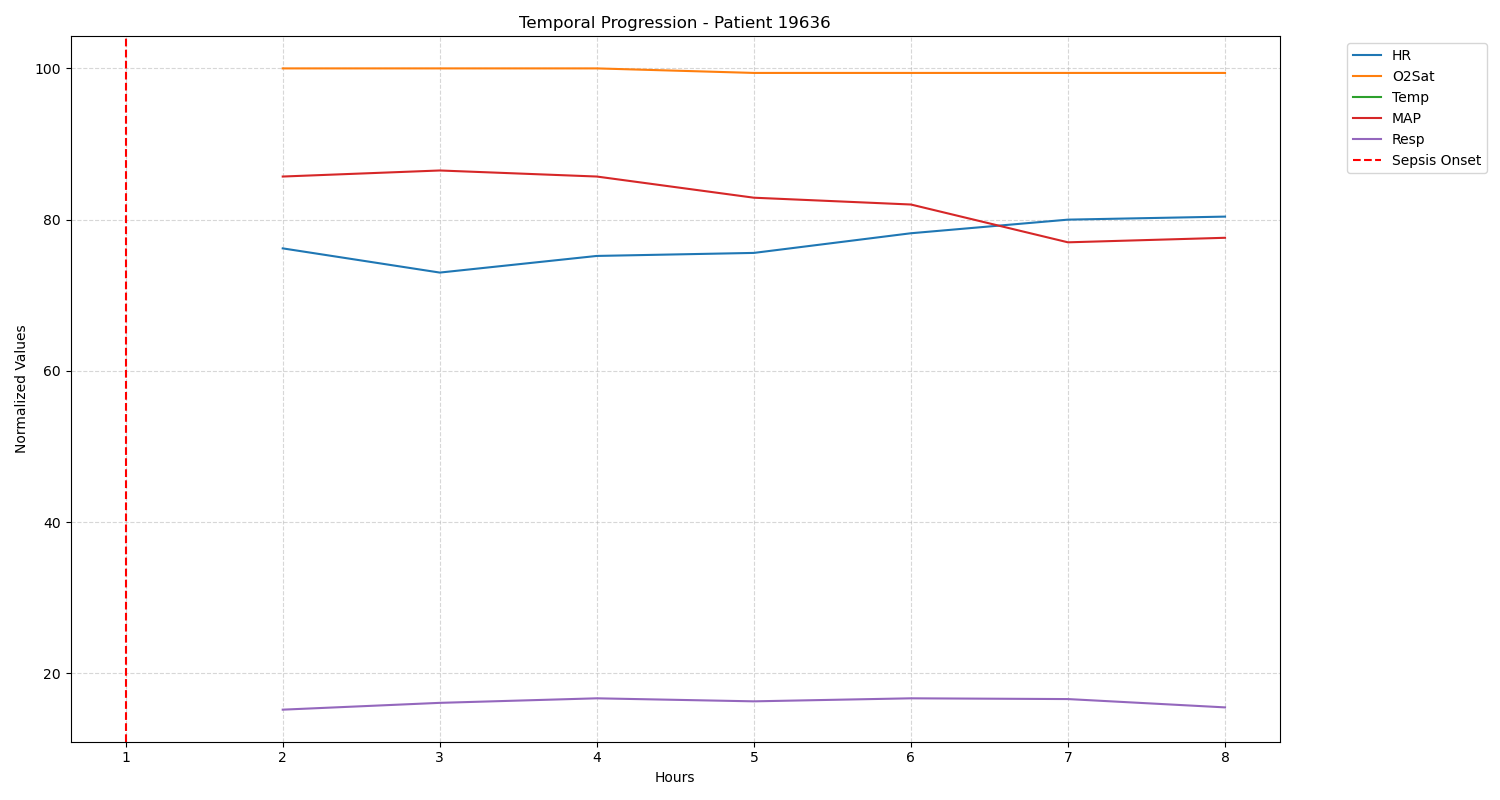 Temporal Progression - Patient 19636
HR
O2Sat
Temp
MAP
Resp
Sepsis Onset
Normalized Values
100
80
60
40
20
1 2 3 4 5 6 7 8
Hours